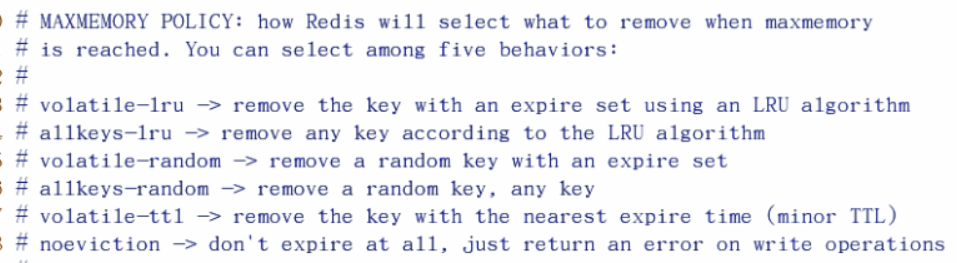 # MAXMEMORY POLICY: how Redis will select what to remove when maxmemory
# is reached. You can select among five behaviors:
#
# volatile-lru -> remove the key with an expire set using an LRU algorithm
# allkeys-lru -> remove any key according to the LRU algorithm
# volatile-random -> remove a random key with an expire set
# allkeys-random -> remove a random key, any key
# volatile-ttl -> remove the key with the nearest expire time (minor TTL)
# noeviction -> don't expire at all, just return an error on write operations